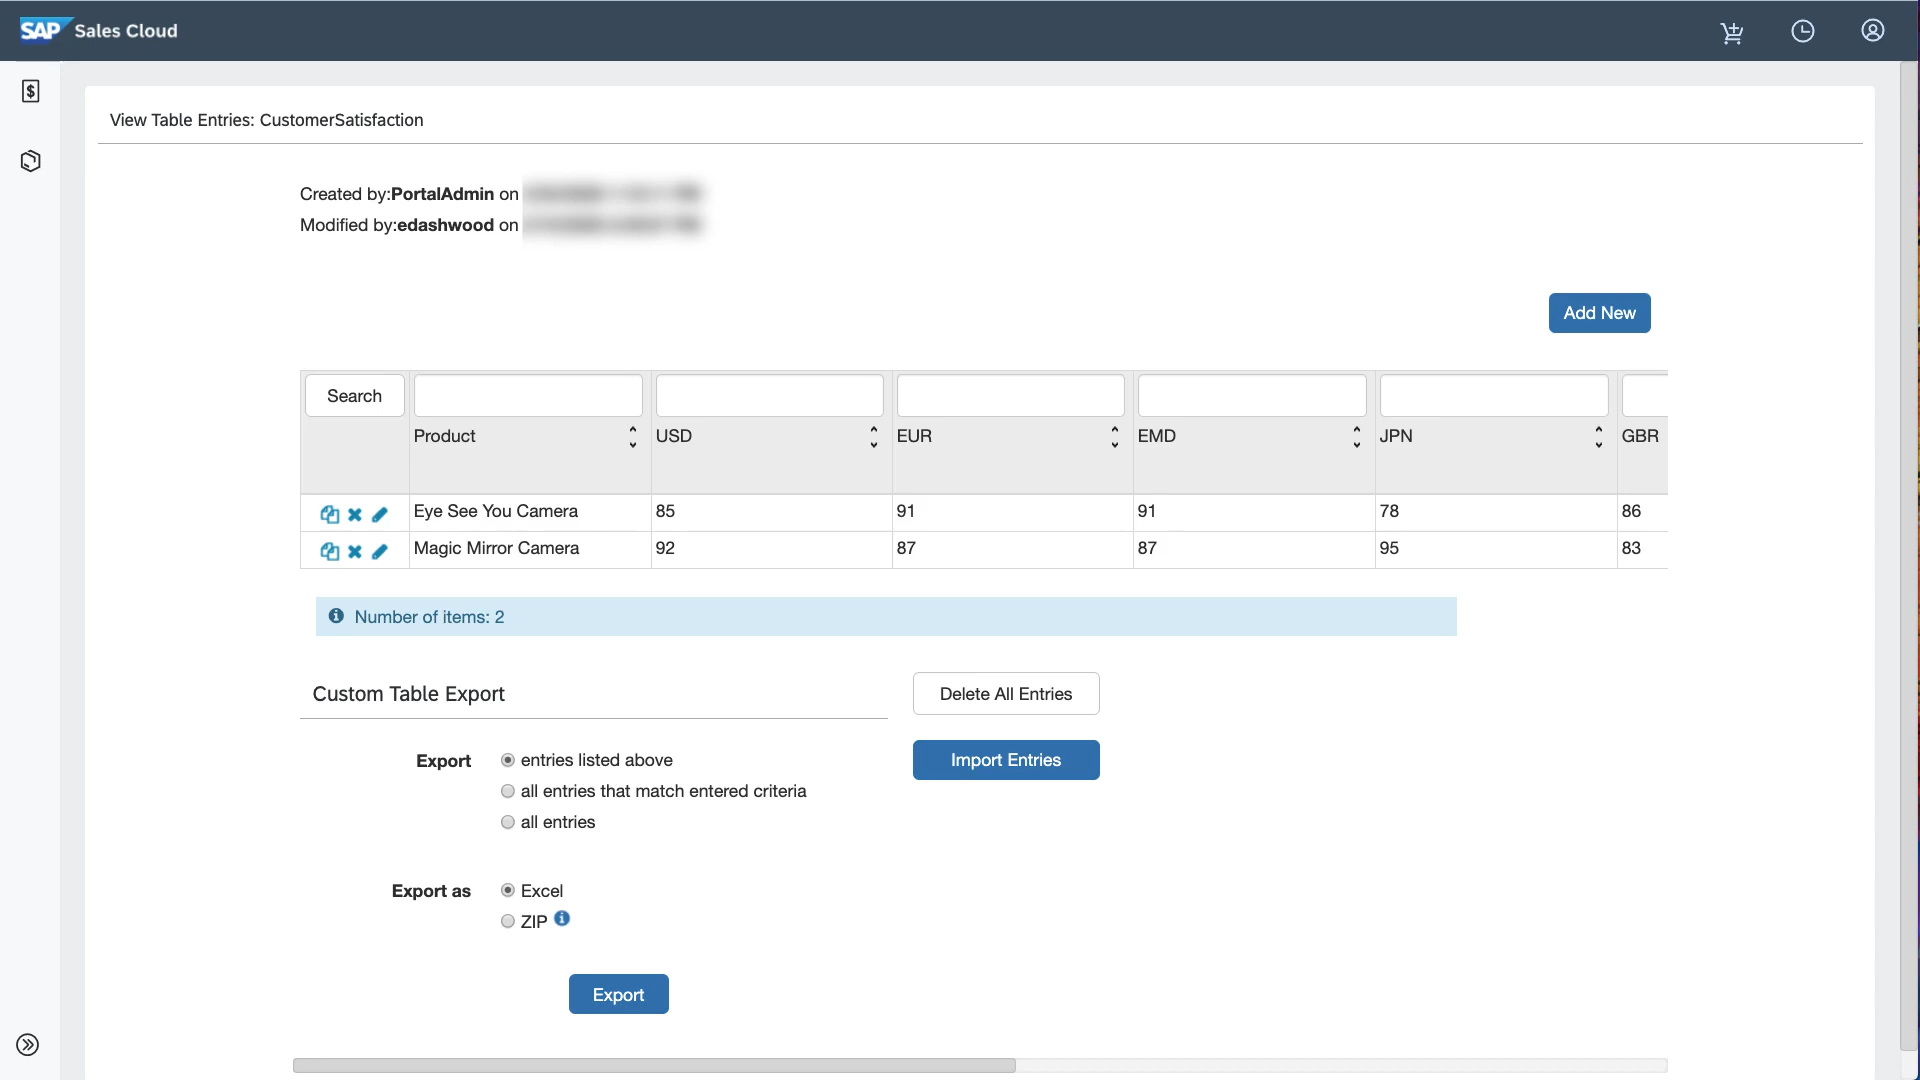 SAP Sales Cloud
View Table Entries: CustomerSatisfaction
Created by:PortalAdmin on
Modified by:edashwood on
Add New
Search
Product USD EUR EMD JPN GBR
Eye See You Camera 85 91 91 78 86
Magic Mirror Camera 92 87 87 95 83
Number of items: 2
Custom Table Export
Delete All Entries
Export entries listed above
Import Entries
all entries that match entered criteria
all entries
Export as Excel
ZIP
Export